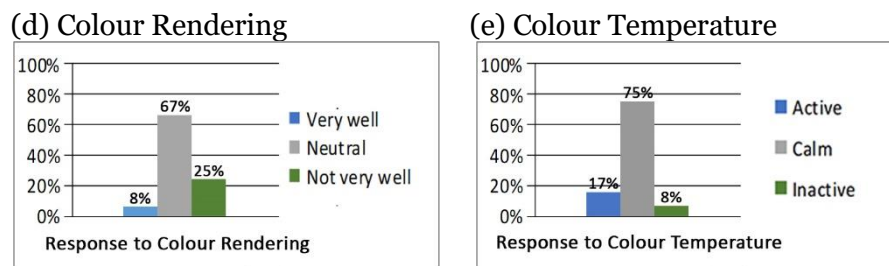 (d) Colour Rendering
100%
80%
60%
40%
20%
0%
8%
67%
25%
Very well
Neutral
Not very well
Response to Colour Rendering
(e) Colour Temperature
100%
80%
60%
40%
20%
0%
17%
75%
8%
Active
Calm
Inactive
Response to Colour Temperature